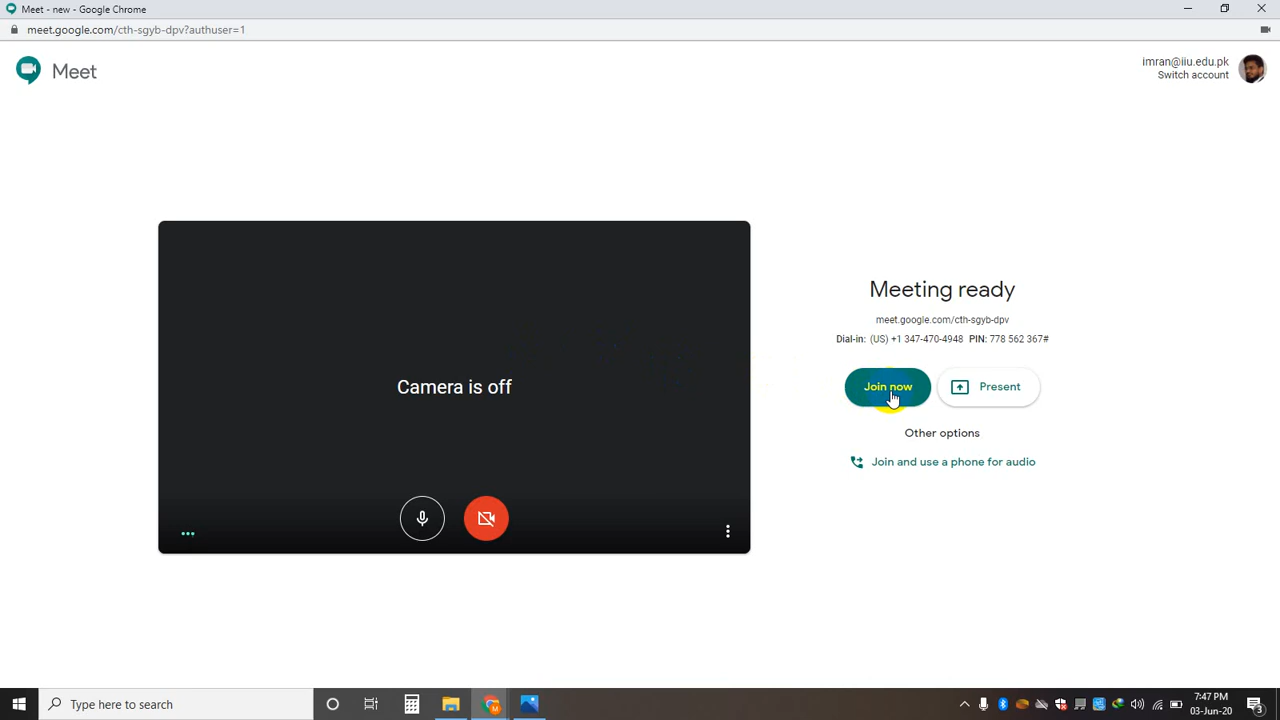 Meet - new - Google Chrome
meet.google.com/cth-sgyb-dpv?authuser=1
Meet
imran@iiu.edu.pk
Switch account
Camera is off
Meeting ready
meet.google.com/cth-sgyb-dpv
Dial-in: (US) +1 347-470-4948 PIN: 778 562 367#
Join now
Present
Other options
Join and use a phone for audio
Type here to search
7:47 PM
03-Jun-20
3